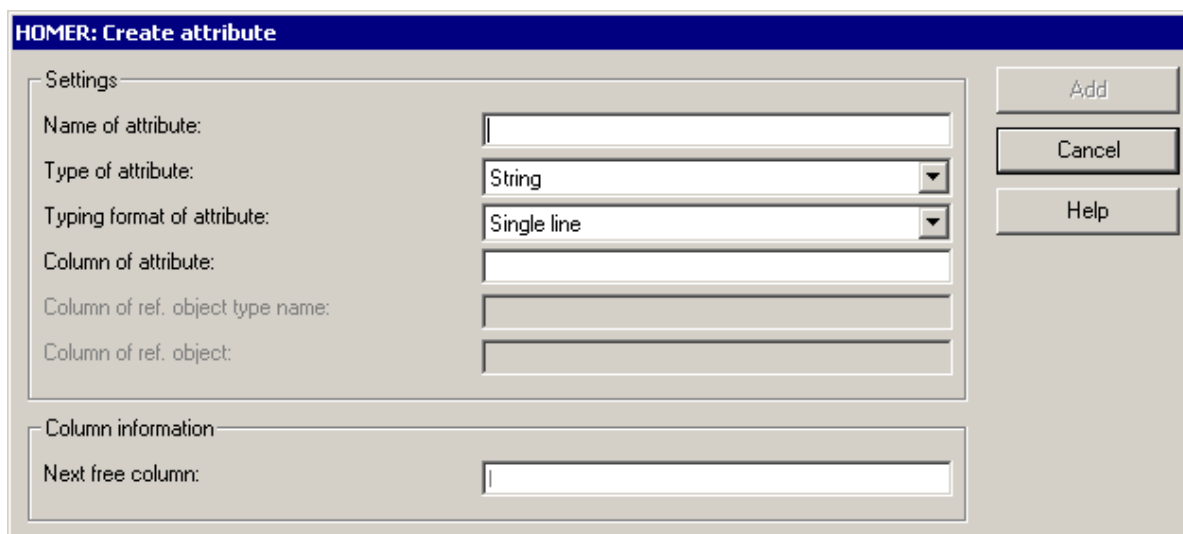 HOMER: Create attribute
Settings
Add
Name of attribute:
Cancel
Type of attribute: String
Typing format of attribute: Single line
Help
Column of attribute:
Column of ref. object type name:
Column of ref. object:
Column information
Next free column: